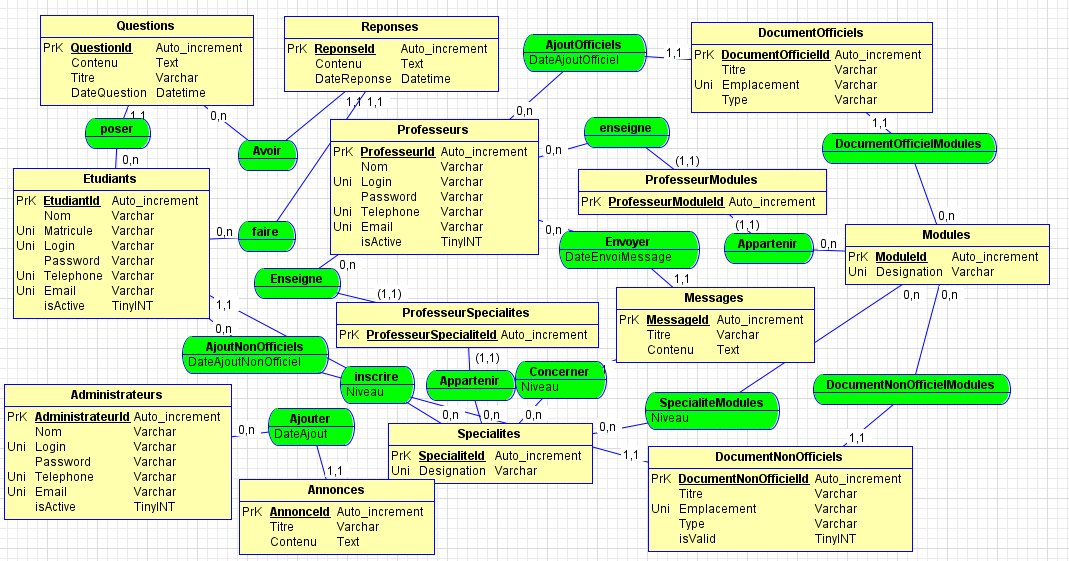 Questions
PrK QuestionId Auto_increment
Contenu Text
Titre Varchar
DateQuestion Datetime
Reponses
PrK ReponseId Auto_increment
Contenu Text
DateReponse Datetime
AjoutOfficiels
DateAjoutOfficiel
1,1
DocumentOfficiels
PrK DocumentOfficielId Auto_increment
Titre Varchar
Uni Emplacement Varchar
Type Varchar
1,1
0,n
1,1
1,1
0,n
1,1
poser
0,n
Avoir
Professeurs
PrK ProfesseurId Auto_increment
Nom Varchar
Uni Login Varchar
Password Varchar
Uni Telephone Varchar
Uni Email Varchar
isActive TinyINT
enseigne
0,n
(1,1)
DocumentOfficielModules
0,n
Etudiants
PrK EtudiantId Auto_increment
Nom Varchar
Uni Matricule Varchar
Uni Login Varchar
Password Varchar
Uni Telephone Varchar
Uni Email Varchar
isActive TinyINT
ProfesseurModules
PrK ProfesseurModuleId Auto_increment
(1,1)
Appartenir
0,n
Modules
PrK ModuleId Auto_increment
Uni Designation Varchar
0,n
0,n
0,n
faire
0,n
Envoyer
DateEnvoiMessage
1,1
0,n
Enseigne
(1,1)
Messages
PrK MessageId Auto_increment
Titre Varchar
Contenu Text
ProfesseurSpecialites
PrK ProfesseurSpecialiteId Auto_increment
(1,1)
1,1
0,n
AjoutNonOfficiels
DateAjoutNonOfficiel
inscrire
Niveau
Appartenir
Concerner
Niveau
0,n
0,n
0,n
0,n
SpecialiteModules
Niveau
0,n
DocumentNonOfficielModules
1,1
Administrateurs
PrK AdministrateurId Auto_increment
Nom Varchar
Uni Login Varchar
Password Varchar
Uni Telephone Varchar
Uni Email Varchar
isActive TinyINT
0,n
Ajouter
DateAjout
1,1
Specialites
PrK SpecialiteId Auto_increment
Uni Designation Varchar
1,1
Annonces
PrK AnnonceId Auto_increment
Titre Varchar
Contenu Text
DocumentNonOfficiels
PrK DocumentNonOfficielId Auto_increment
Titre Varchar
Uni Emplacement Varchar
Type Varchar
isValid TinyINT